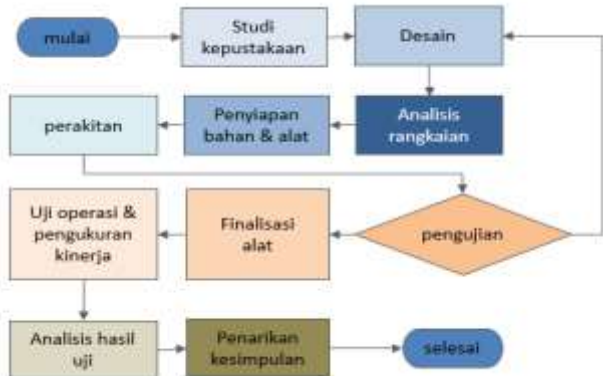 mulai
Studi
kepustakaan
Desain
Analisis
rangkaian
Penyiapan
bahan & alat
perakitan
pengujian
Finalisasi
alat
Uji operasi &
pengukuran
kinerja
Analisis hasil
uji
Penarikan
kesimpulan
selesai